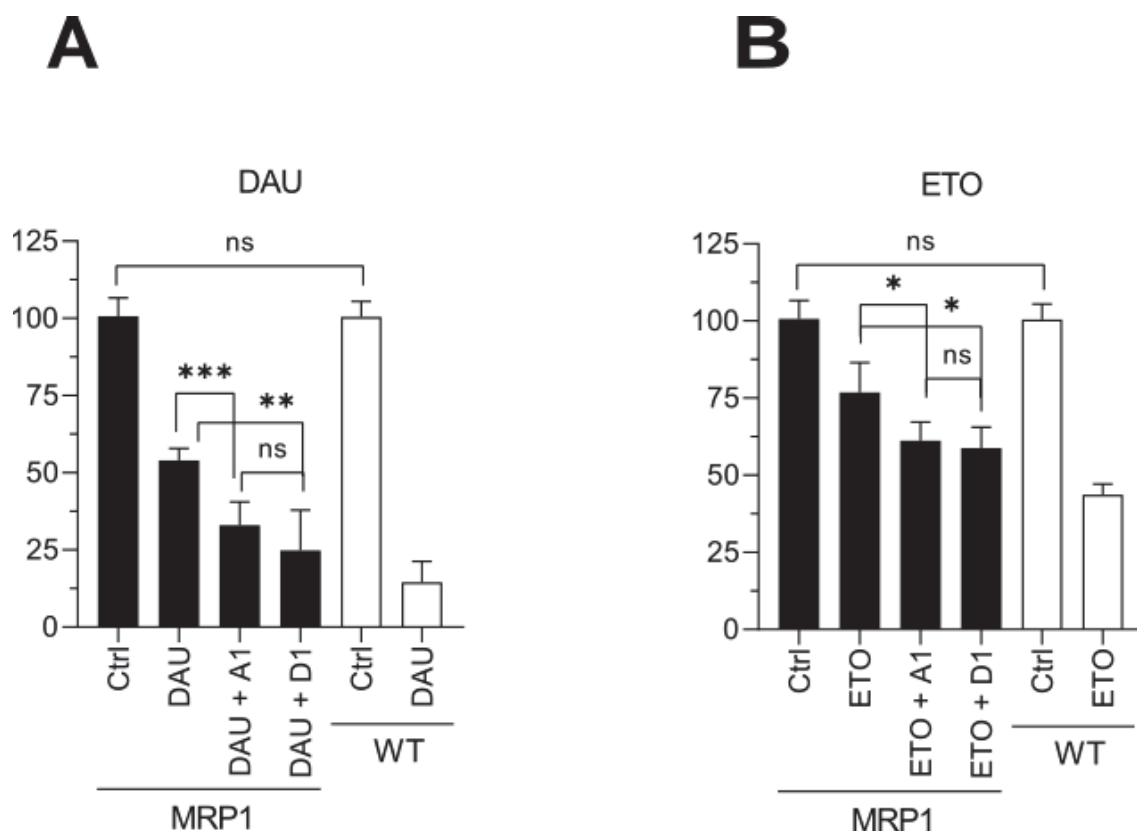 A
DAU
125
100
75
50
25
0
ns
***
**
ns
Ctrl
DAU
DAU + A1
DAU + D1
Ctrl
DAU
WT
MRP1
B
ETO
125
100
75
50
25
0
ns
*
*
ns
Ctrl
ETO
ETO + A1
ETO + D1
Ctrl
ETO
WT
MRP1